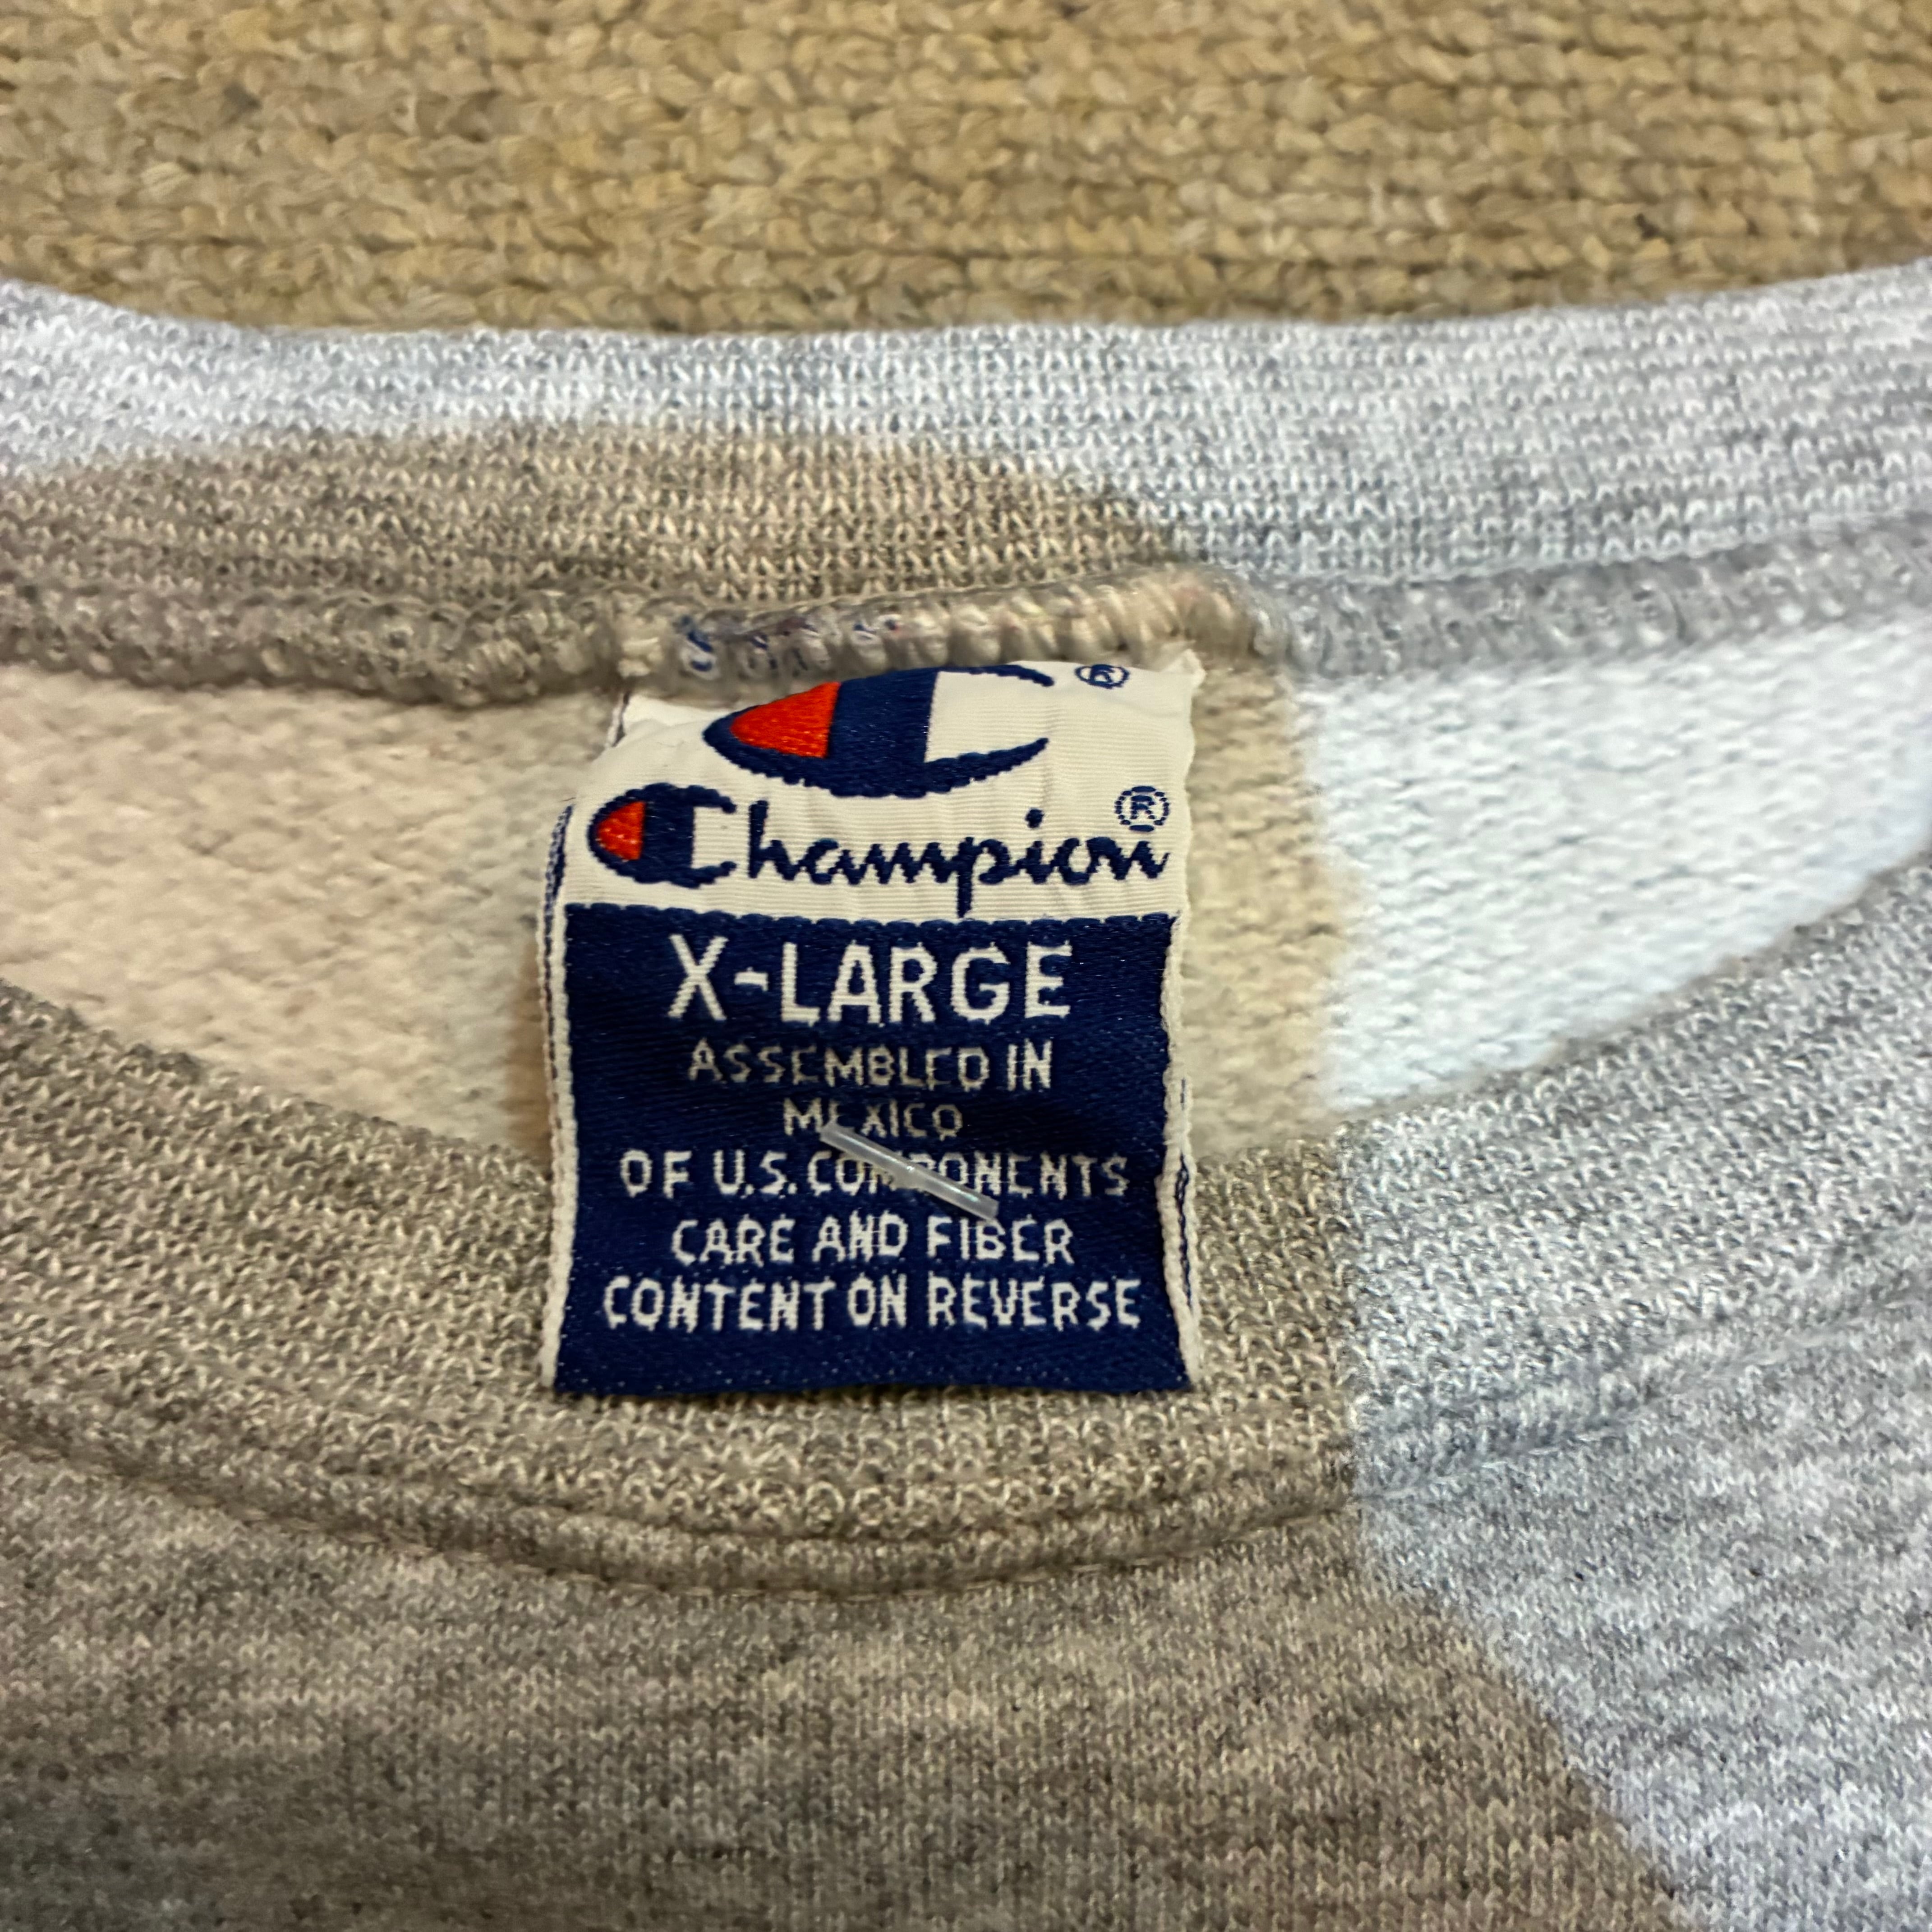 ®
Champion®
X-LARGE
ASSEMBLED IN
MEXICO
OF U.S. COMPONENTS
CARE AND FIBER
CONTENT ON REVERSE